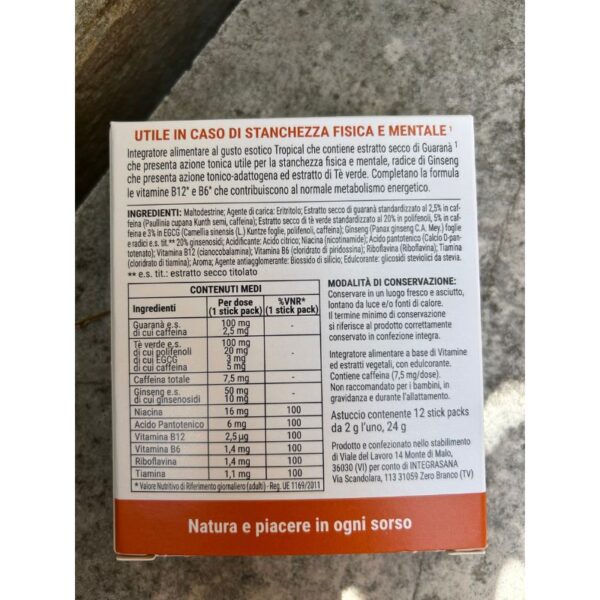 UTILE IN CASO DI STANCHEZZA FISICA E MENTALE ¹
Integratore alimentare al gusto esotico Tropical che contiene estratto secco di Guaranà ¹
che presenta azione tonica utile per la stanchezza fisica e mentale, radice di Ginseng
che presenta azione tonico-adattogena ed estratto di Tè verde. Completano la formula
le vitamine B12* e B6* che contribuiscono al normale metabolismo energetico.
INGREDIENTI: Maltodestrine; Agente di carica: Eritritolo; Estratto secco di guaranà standardizzato al 2,5% in caf-
feina (Paullinia cupana Kunth semi, caffeina); Estratto secco di tè verde standardizzato al 20% in polifenoli, 5% in caf-
feina e 3% in EGCG (Camellia sinensis (L.) Kuntze foglie, polifenoli, caffeina); Ginseng (Panax ginseng C.A. Mey.) foglie
e radici e.s. tit.** 20% ginsenosidi; Acidificante: Acido citrico; Niacina (nicotinamide); Acido pantotenico (Calcio D-pan-
totenato); Vitamina B12 (cianocobalamina); Vitamina B6 (cloridrato di piridossina); Riboflavina (Riboflavina); Tiamina
(cloridrato di tiamina); Aroma; Agente antiagglomerante: Biossido di silicio; Edulcorante: glicosidi steviolici da stevia.
** e.s. tit.: estratto secco titolato
CONTENUTI MEDI
Ingredienti Per dose (1 stick pack) %VNR* (1 stick pack)
Guaranà e.s. 100 mg -
di cui caffeina 2,5 mg
Tè verde e.s. 100 mg -
di cui polifenoli 20 mg
di cui EGCG 3 mg
di cui caffeina 5 mg
Caffeina totale 7,5 mg -
Ginseng e.s. 50 mg -
di cui ginsenosidi 10 mg
Niacina 16 mg 100
Acido Pantotenico 6 mg 100
Vitamina B12 2,5 µg 100
Vitamina B6 1,4 mg 100
Riboflavina 1,4 mg 100
Tiamina 1,1 mg 100
* Valore Nutritivo di Riferimento giornaliero (adulti) - Reg. UE 1169/2011
MODALITÀ DI CONSERVAZIONE:
Conservare in un luogo fresco e asciutto,
lontano da luce e/o fonti di calore.
Il termine minimo di conservazione
si riferisce al prodotto correttamente
conservato in confezione integra.
Integratore alimentare a base di Vitamine
ed estratti vegetali, con edulcorante.
Contiene caffeina (7,5 mg/dose).
Non raccomandato per i bambini, in
gravidanza e durante l'allattamento.
Astuccio contenente 12 stick packs
da 2 g l'uno, 24 g
Prodotto e confezionato nello stabilimento
di Viale del Lavoro 14 Monte di Malo,
36030 (VI) per conto di INTEGRASANA
Via Scandolara, 113 31059 Zero Branco (TV)
Natura e piacere in ogni sorso